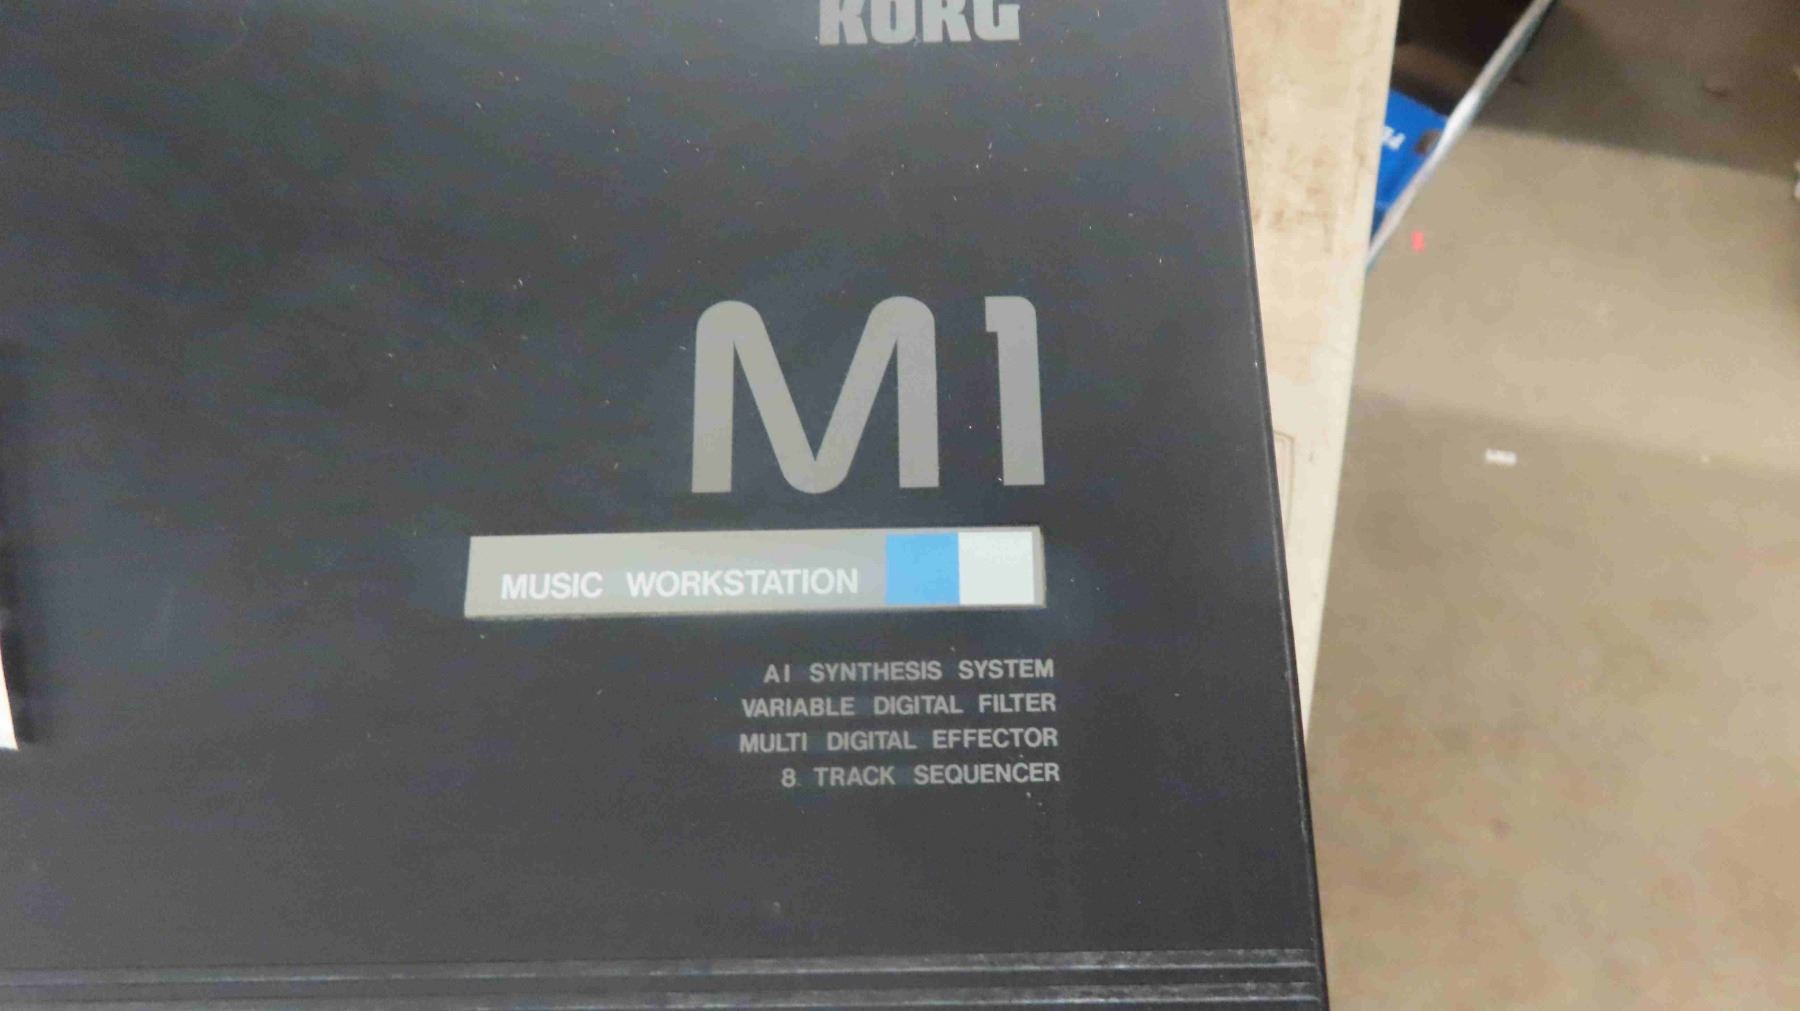 KORG
M1
MUSIC WORKSTATION
AI SYNTHESIS SYSTEM
VARIABLE DIGITAL FILTER
MULTI DIGITAL EFFECTOR
8 TRACK SEQUENCER